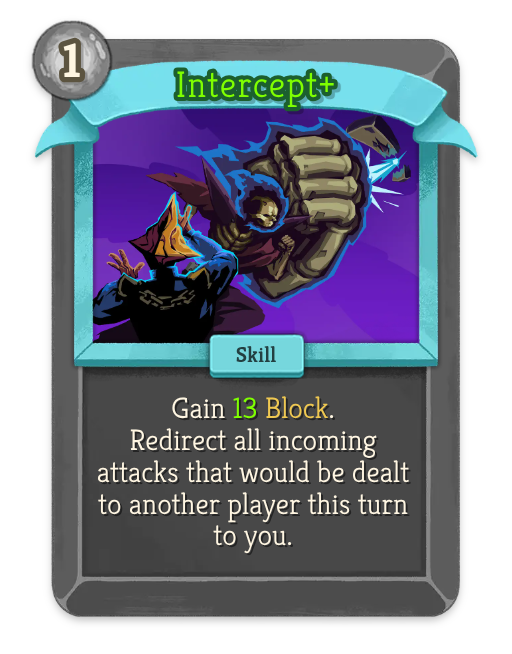 1
Intercept+
Skill
Gain 13 Block.
Redirect all incoming
attacks that would be dealt
to another player this turn
to you.